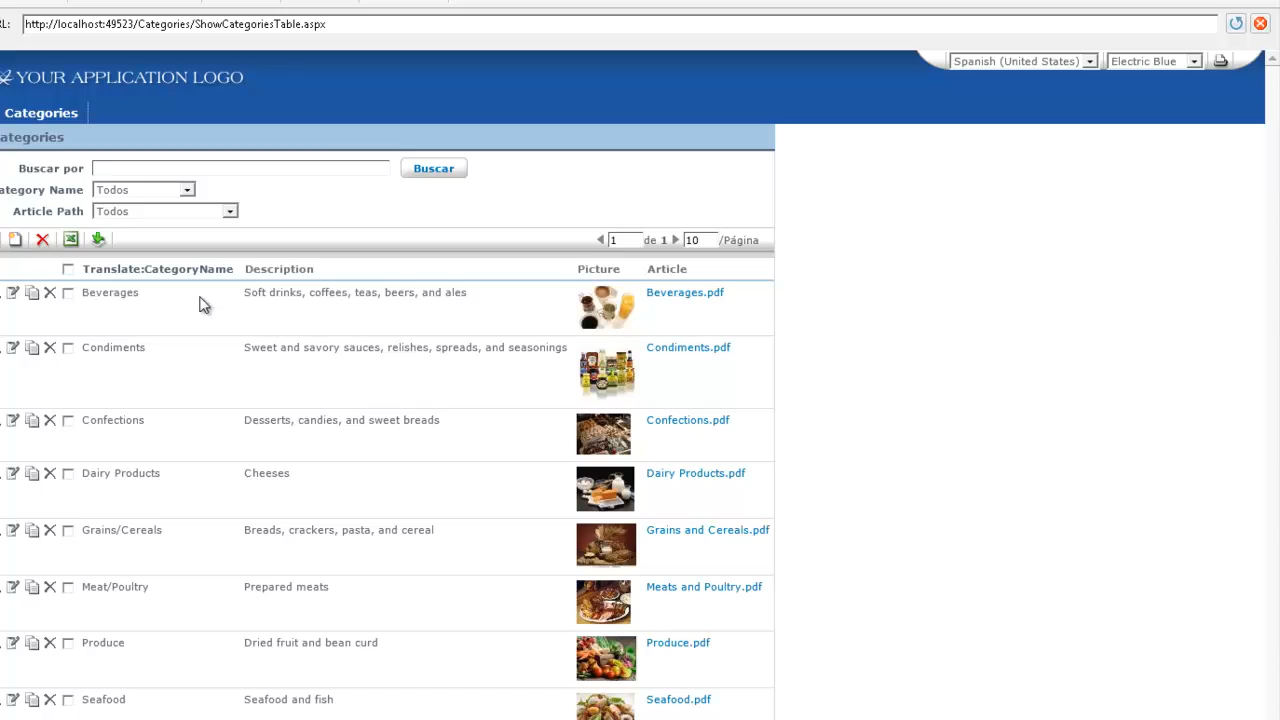 RL: http://localhost:49523/Categories/ShowCategoriesTable.aspx
Spanish (United States) Electric Blue
YOUR APPLICATION LOGO
Categories
ategories
Buscar por Buscar
ategory Name Todos
Article Path Todos
1 de 1 10 /Página
Translate:CategoryName Description Picture Article
Beverages Soft drinks, coffees, teas, beers, and ales Beverages.pdf
Condiments Sweet and savory sauces, relishes, spreads, and seasonings Condiments.pdf
Confections Desserts, candies, and sweet breads Confections.pdf
Dairy Products Cheeses Dairy Products.pdf
Grains/Cereals Breads, crackers, pasta, and cereal Grains and Cereals.pdf
Meat/Poultry Prepared meats Meats and Poultry.pdf
Produce Dried fruit and bean curd Produce.pdf
Seafood Seafood and fish Seafood.pdf